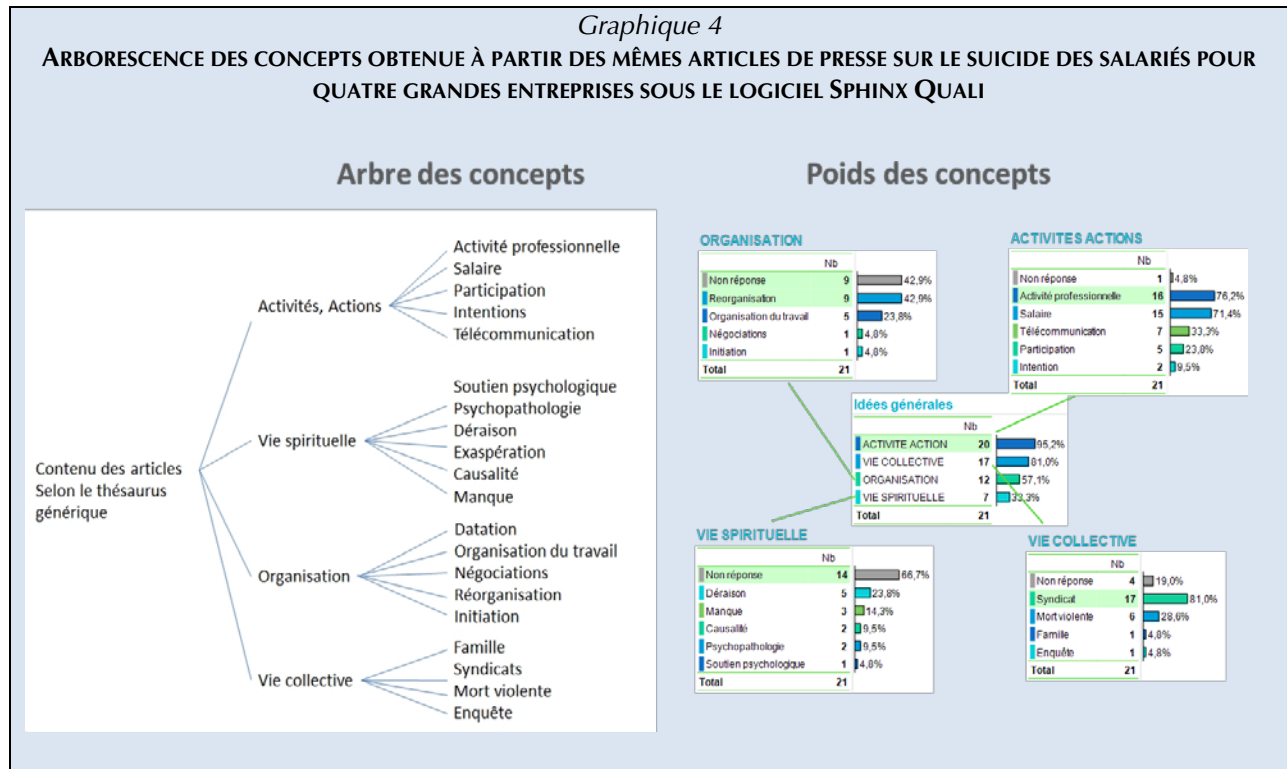 Graphique 4
ARBORESCENCE DES CONCEPTS OBTENUE À PARTIR DES MÊMES ARTICLES DE PRESSE SUR LE SUICIDE DES SALARIÉS POUR
QUATRE GRANDES ENTREPRISES SOUS LE LOGICIEL SPHINX QUALI
Arbre des concepts
Contenu des articles
Selon le thésaurus
générique
Activités, Actions
Activité professionnelle
Salaire
Participation
Intentions
Télécommunication
Vie spirituelle
Soutien psychologique
Psychopathologie
Déraison
Exaspération
Causalité
Manque
Organisation
Datation
Organisation du travail
Négociations
Réorganisation
Initiation
Vie collective
Famille
Syndicats
Mort violente
Enquête
Poids des concepts
ORGANISATION
Nb
Non réponse 9 42,9%
Reorganisation 9 42,9%
Organisation du travail 5 23,8%
Négociations 1 4,8%
Initiation 1 4,8%
Total 21
ACTIVITES ACTIONS
Nb
Non réponse 1 4,8%
Activité professionnelle 16 76,2%
Salaire 15 71,4%
Télécommunication 7 33,3%
Participation 5 23,8%
Intention 2 9,5%
Total 21
Idées générales
Nb
ACTIVITE ACTION 20 95,2%
VIE COLLECTIVE 17 81,0%
ORGANISATION 12 57,1%
VIE SPIRITUELLE 7 33,3%
Total 21
VIE SPIRITUELLE
Nb
Non réponse 14 66,7%
Déraison 5 23,8%
Manque 3 14,3%
Causalité 2 9,5%
Psychopathologie 2 9,5%
Soutien psychologique 1 4,8%
Total 21
VIE COLLECTIVE
Nb
Non réponse 4 19,0%
Syndicat 17 81,0%
Mort violente 6 28,6%
Famille 1 4,8%
Enquête 1 4,8%
Total 21